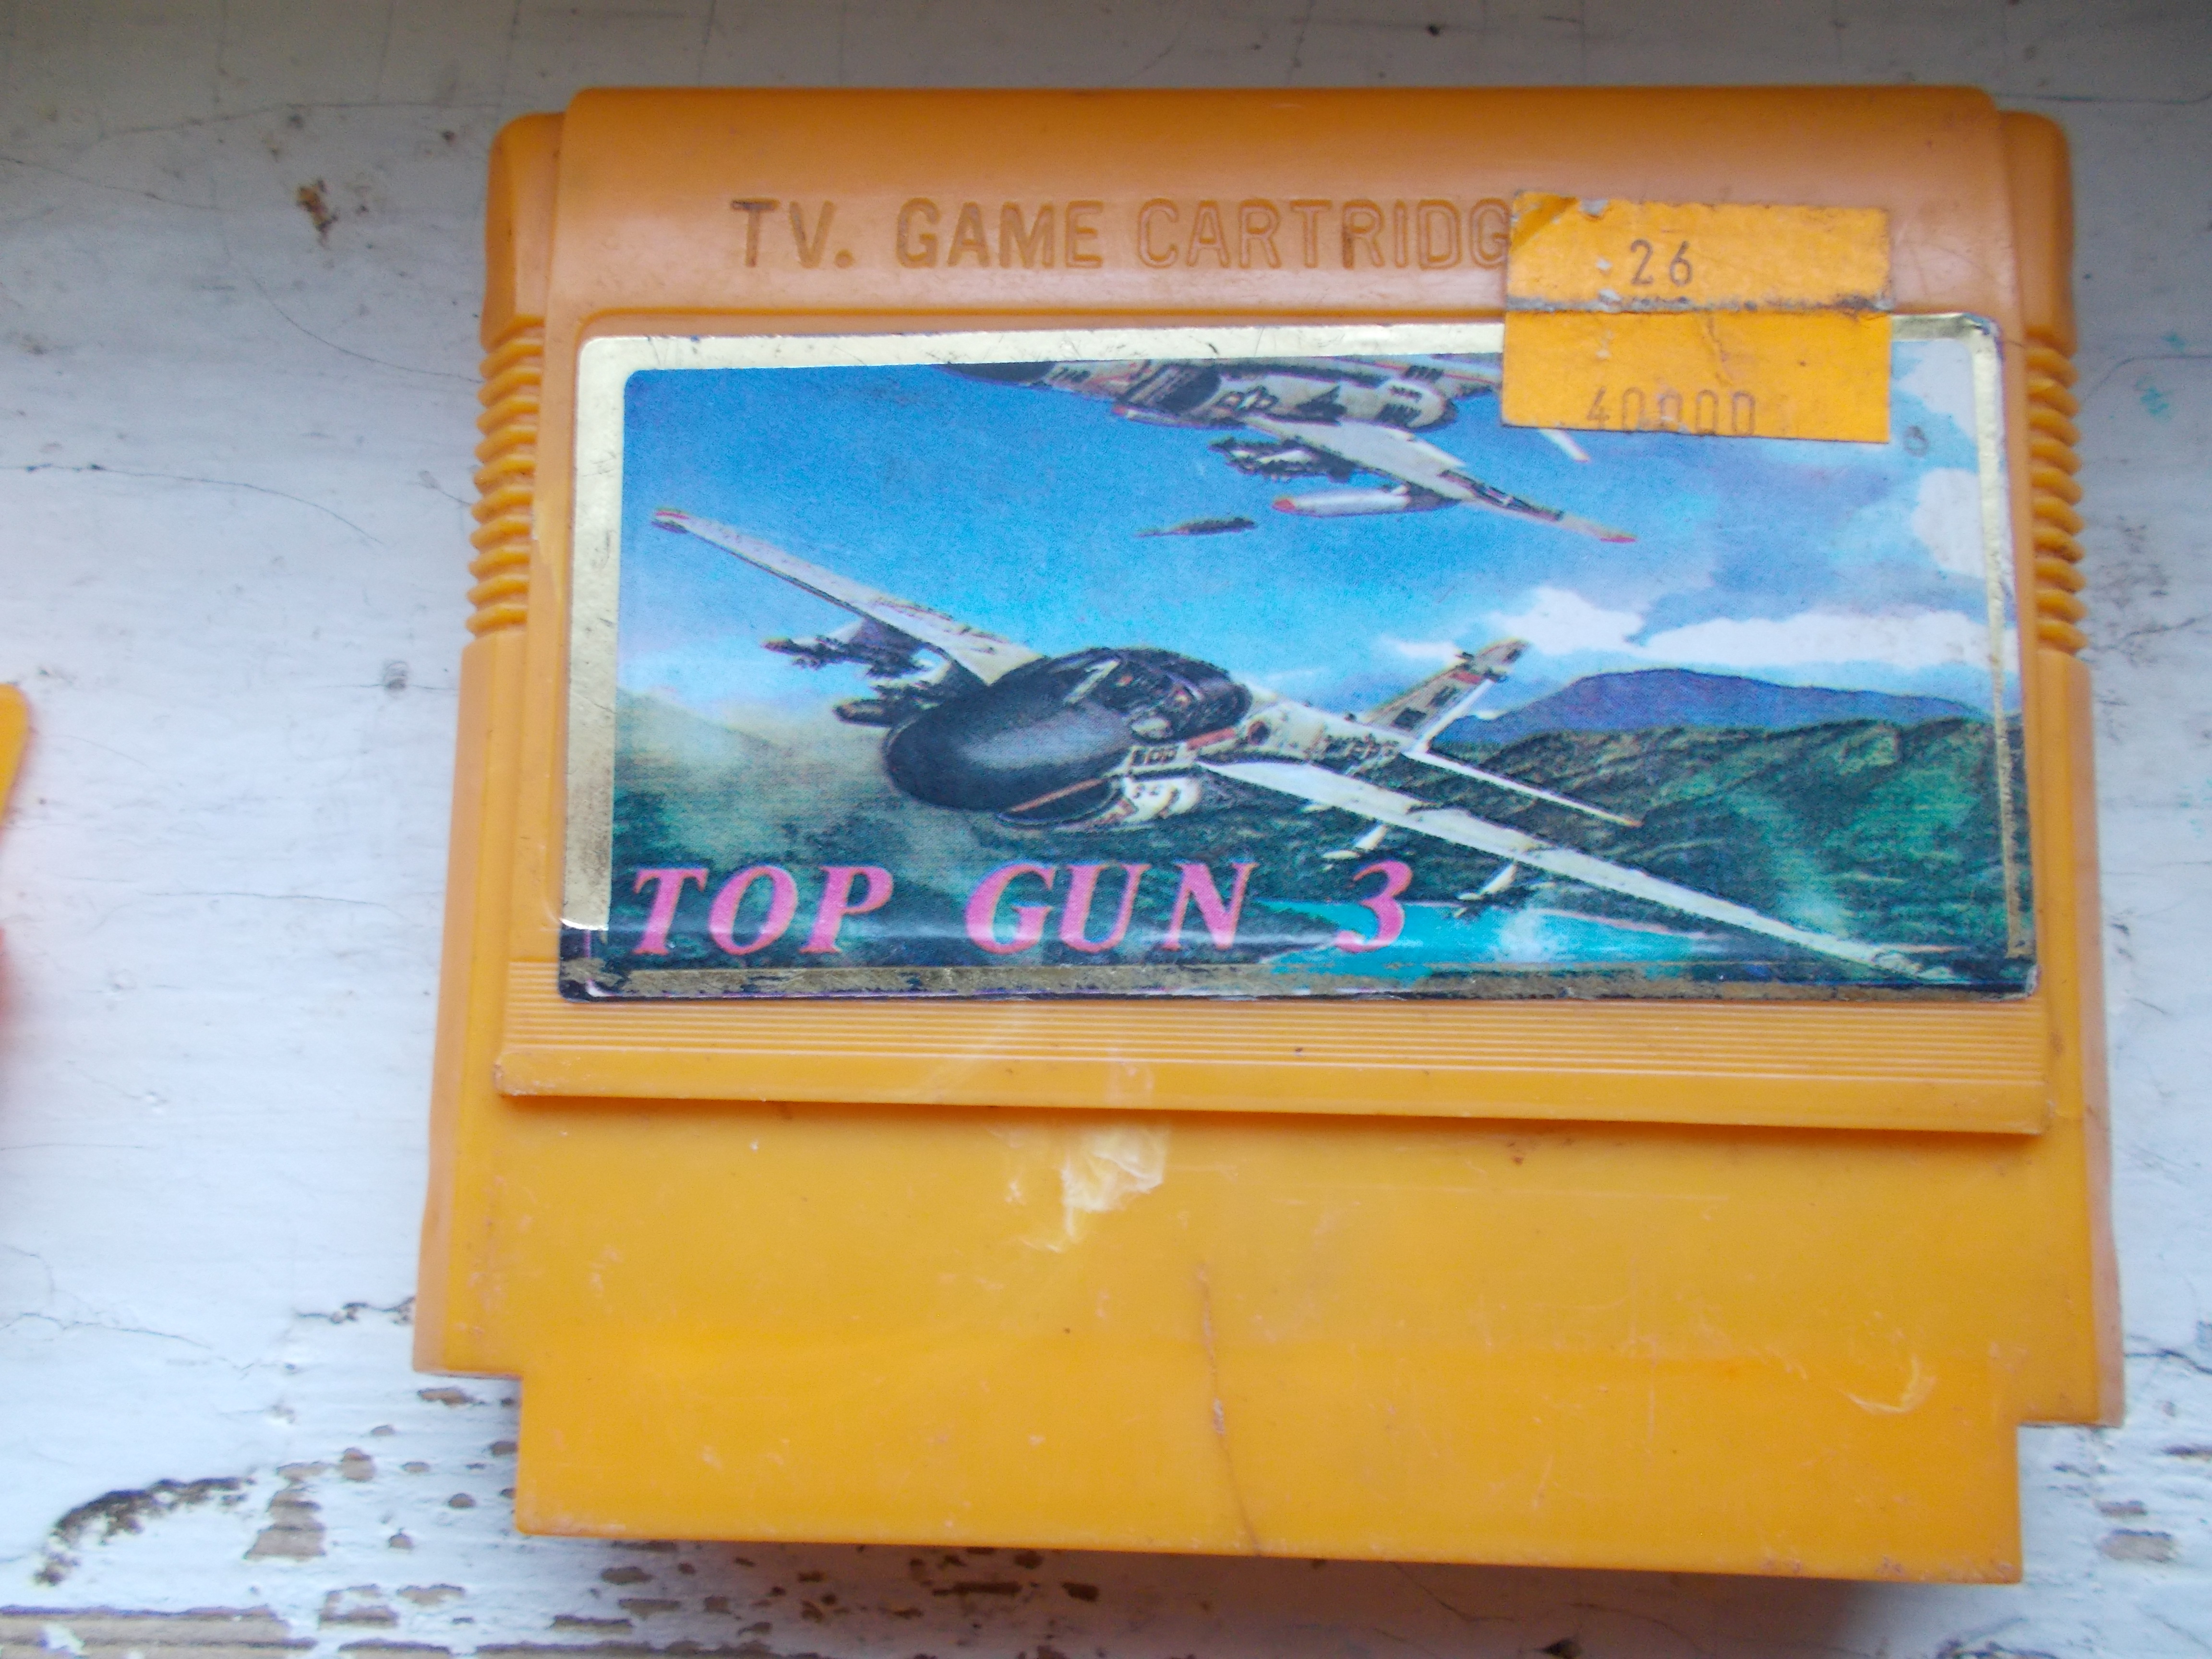 TV. GAME CARTRIDG
26
40000
TOP GUN 3